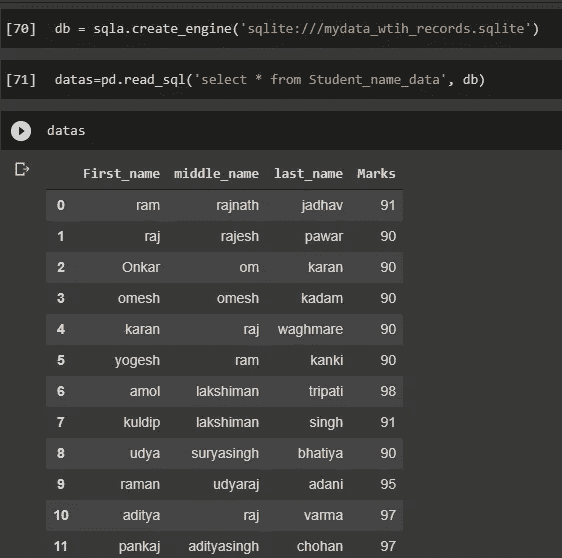 [70] db = sqla.create_engine('sqlite:///mydata_wtih_records.sqlite')
[71] datas=pd.read_sql('select * from Student_name_data', db)
datas
First_name middle_name last_name Marks
0 ram rajnath jadhav 91
1 raj rajesh pawar 90
2 Onkar om karan 90
3 omesh omesh kadam 90
4 karan raj waghmare 90
5 yogesh ram kanki 90
6 amol lakshiman tripati 98
7 kuldip lakshiman singh 91
8 udya suryasingh bhatiya 90
9 raman udyaraj adani 95
10 aditya raj varma 97
11 pankaj adityasingh chohan 97